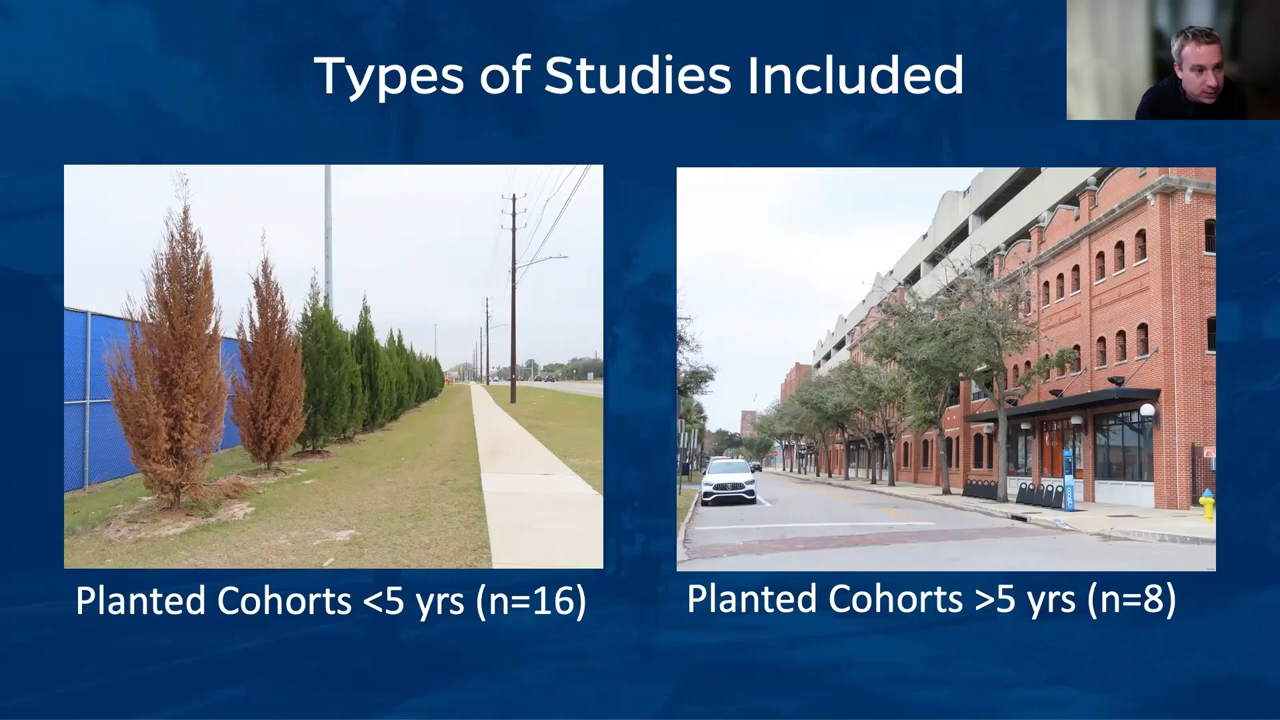 Types of Studies Included
Planted Cohorts <5 yrs (n=16)
Planted Cohorts >5 yrs (n=8)